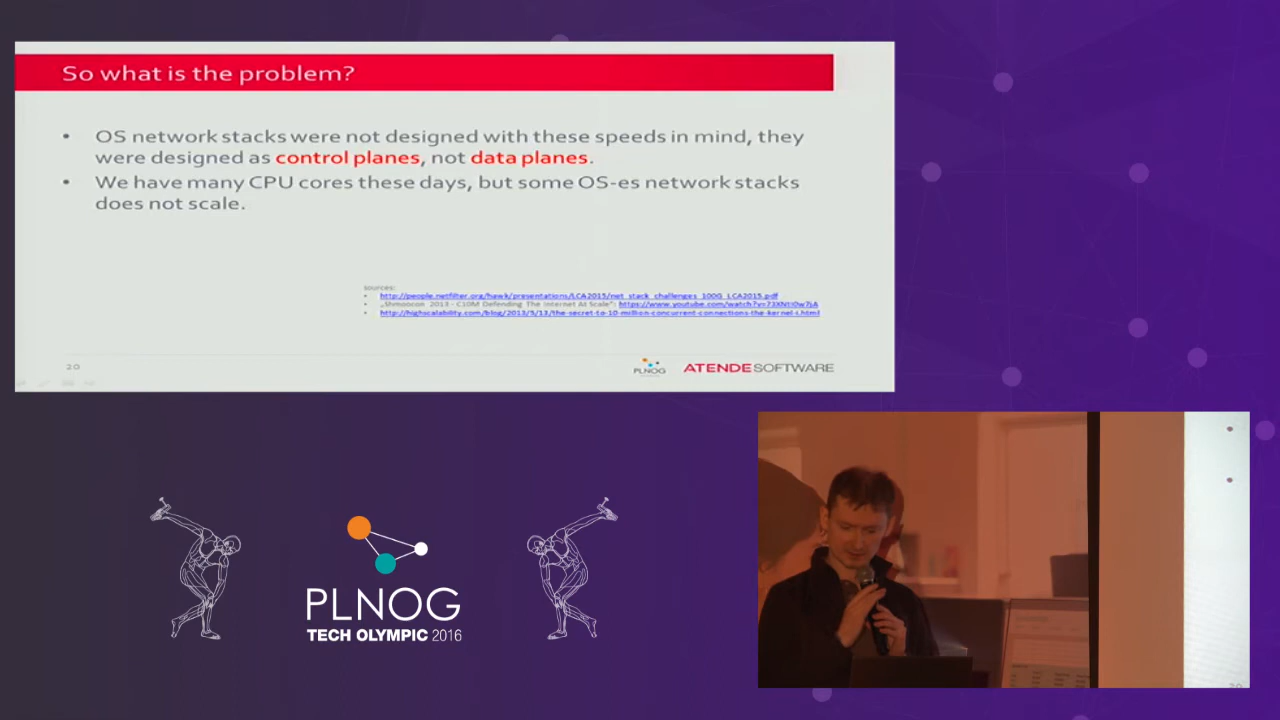 So what is the problem?
• OS network stacks were not designed with these speeds in mind, they
were designed as control planes, not data planes.
• We have many CPU cores these days, but some OS-es network stacks
does not scale.
sources:
• http://people.netfilter.org/hawk/presentations/LCA2015/net_stack_challenges_100G_LCA2015.pdf
• „Shmoocon 2013 - C10M Defending The Internet At Scale": https://www.youtube.com/watch?v=73XNtI0w7jA
• http://highscalability.com/blog/2013/5/13/the-secret-to-10-million-concurrent-connections-the-kernel-i.html
20
PLNOG
ATENDE SOFTWARE
PLNOG
TECH OLYMPIC 2016
20